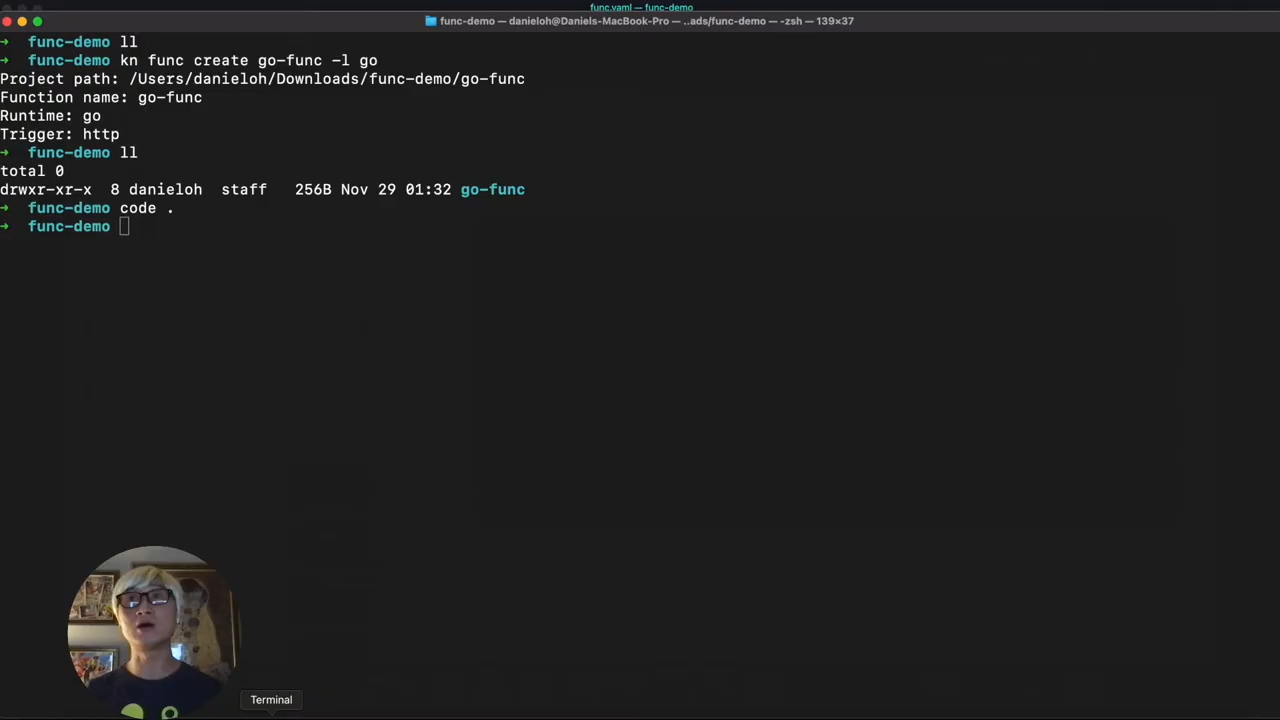 func.yaml — func-demo
func-demo — danieloh@Daniels-MacBook-Pro — ..ads/func-demo — -zsh — 139×37
→ func-demo ll
→ func-demo kn func create go-func -l go
Project path: /Users/danieloh/Downloads/func-demo/go-func
Function name: go-func
Runtime: go
Trigger: http
→ func-demo ll
total 0
drwxr-xr-x 8 danieloh staff 256B Nov 29 01:32 go-func
→ func-demo code .
→ func-demo
Terminal